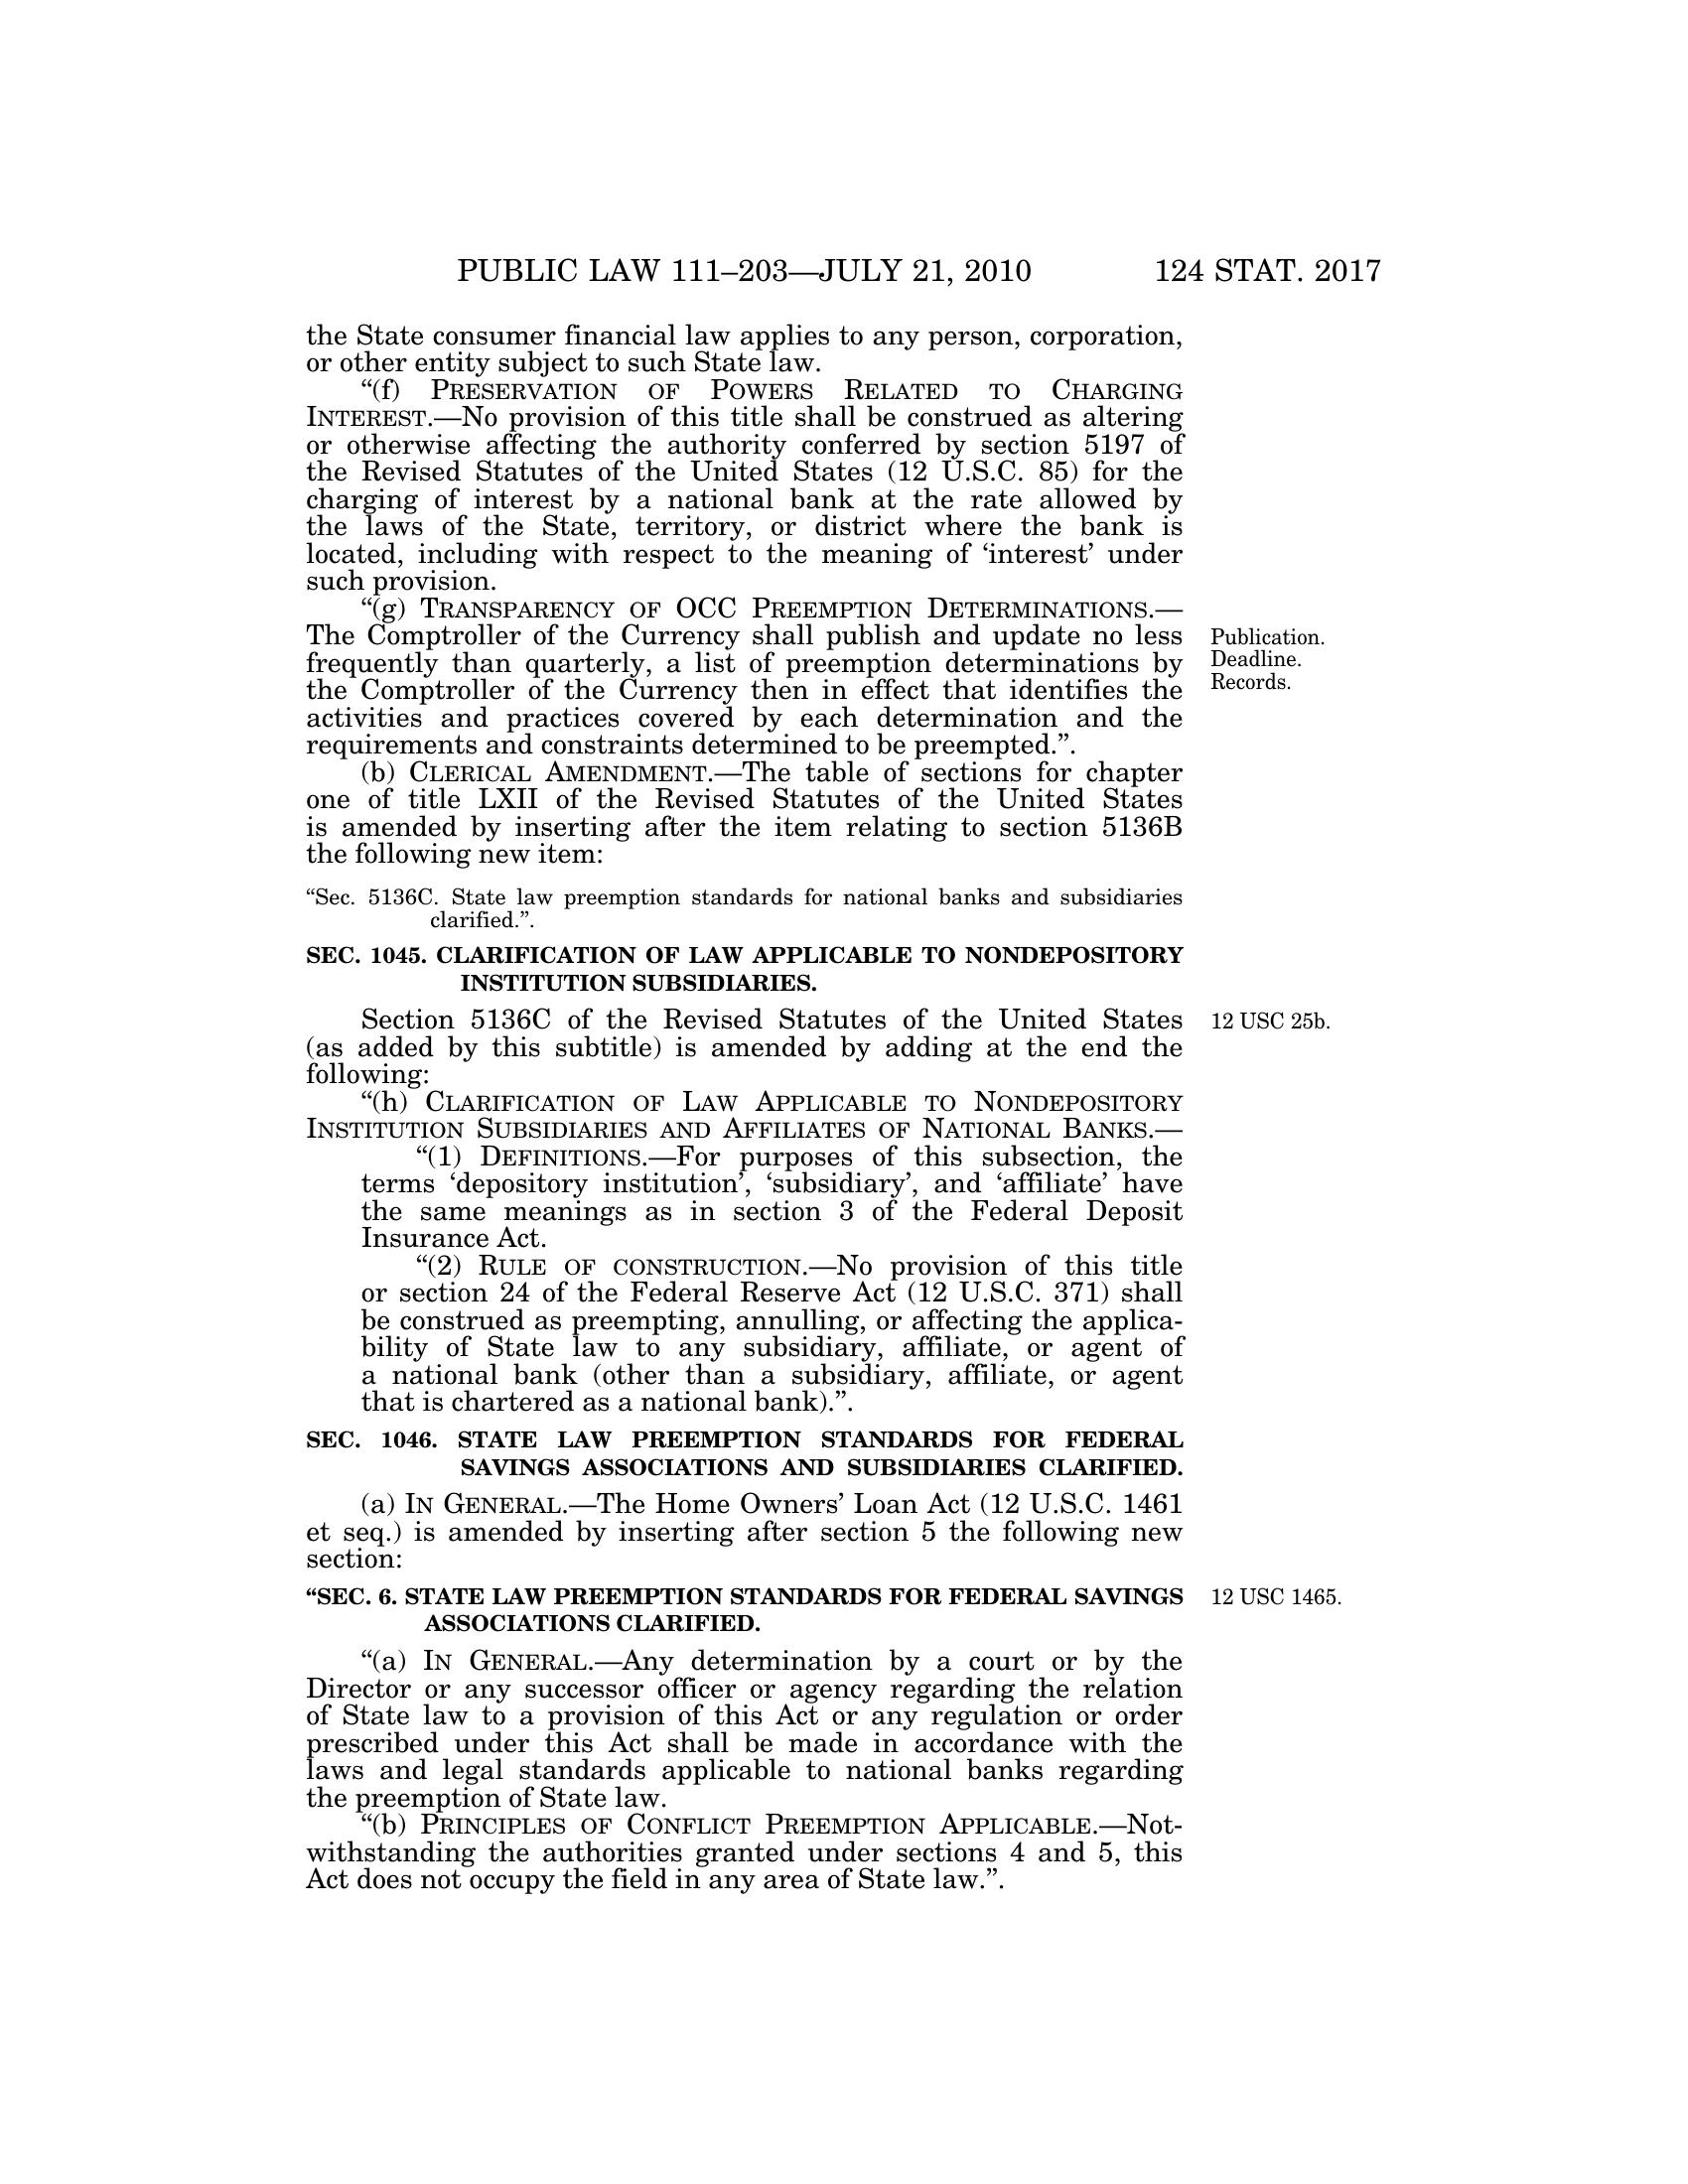 PUBLIC LAW 111–203—JULY 21, 2010 124 STAT. 2017
the State consumer financial law applies to any person, corporation,
or other entity subject to such State law.
“(f) PRESERVATION OF POWERS RELATED TO CHARGING
INTEREST.—No provision of this title shall be construed as altering
or otherwise affecting the authority conferred by section 5197 of
the Revised Statutes of the United States (12 U.S.C. 85) for the
charging of interest by a national bank at the rate allowed by
the laws of the State, territory, or district where the bank is
located, including with respect to the meaning of ‘interest’ under
such provision.
“(g) TRANSPARENCY OF OCC PREEMPTION DETERMINATIONS.—
The Comptroller of the Currency shall publish and update no less
frequently than quarterly, a list of preemption determinations by
the Comptroller of the Currency then in effect that identifies the
activities and practices covered by each determination and the
requirements and constraints determined to be preempted.”.
Publication.
Deadline.
Records.
(b) CLERICAL AMENDMENT.—The table of sections for chapter
one of title LXII of the Revised Statutes of the United States
is amended by inserting after the item relating to section 5136B
the following new item:
“Sec. 5136C. State law preemption standards for national banks and subsidiaries
clarified.”.
SEC. 1045. CLARIFICATION OF LAW APPLICABLE TO NONDEPOSITORY
INSTITUTION SUBSIDIARIES.
Section 5136C of the Revised Statutes of the United States
(as added by this subtitle) is amended by adding at the end the
following:
12 USC 25b.
“(h) CLARIFICATION OF LAW APPLICABLE TO NONDEPOSITORY
INSTITUTION SUBSIDIARIES AND AFFILIATES OF NATIONAL BANKS.—
“(1) DEFINITIONS.—For purposes of this subsection, the
terms ‘depository institution’, ‘subsidiary’, and ‘affiliate’ have
the same meanings as in section 3 of the Federal Deposit
Insurance Act.
“(2) RULE OF CONSTRUCTION.—No provision of this title
or section 24 of the Federal Reserve Act (12 U.S.C. 371) shall
be construed as preempting, annulling, or affecting the applica-
bility of State law to any subsidiary, affiliate, or agent of
a national bank (other than a subsidiary, affiliate, or agent
that is chartered as a national bank).”.
SEC. 1046. STATE LAW PREEMPTION STANDARDS FOR FEDERAL
SAVINGS ASSOCIATIONS AND SUBSIDIARIES CLARIFIED.
(a) IN GENERAL.—The Home Owners’ Loan Act (12 U.S.C. 1461
et seq.) is amended by inserting after section 5 the following new
section:
“SEC. 6. STATE LAW PREEMPTION STANDARDS FOR FEDERAL SAVINGS
ASSOCIATIONS CLARIFIED.
12 USC 1465.
“(a) IN GENERAL.—Any determination by a court or by the
Director or any successor officer or agency regarding the relation
of State law to a provision of this Act or any regulation or order
prescribed under this Act shall be made in accordance with the
laws and legal standards applicable to national banks regarding
the preemption of State law.
“(b) PRINCIPLES OF CONFLICT PREEMPTION APPLICABLE.—Not-
withstanding the authorities granted under sections 4 and 5, this
Act does not occupy the field in any area of State law.”.